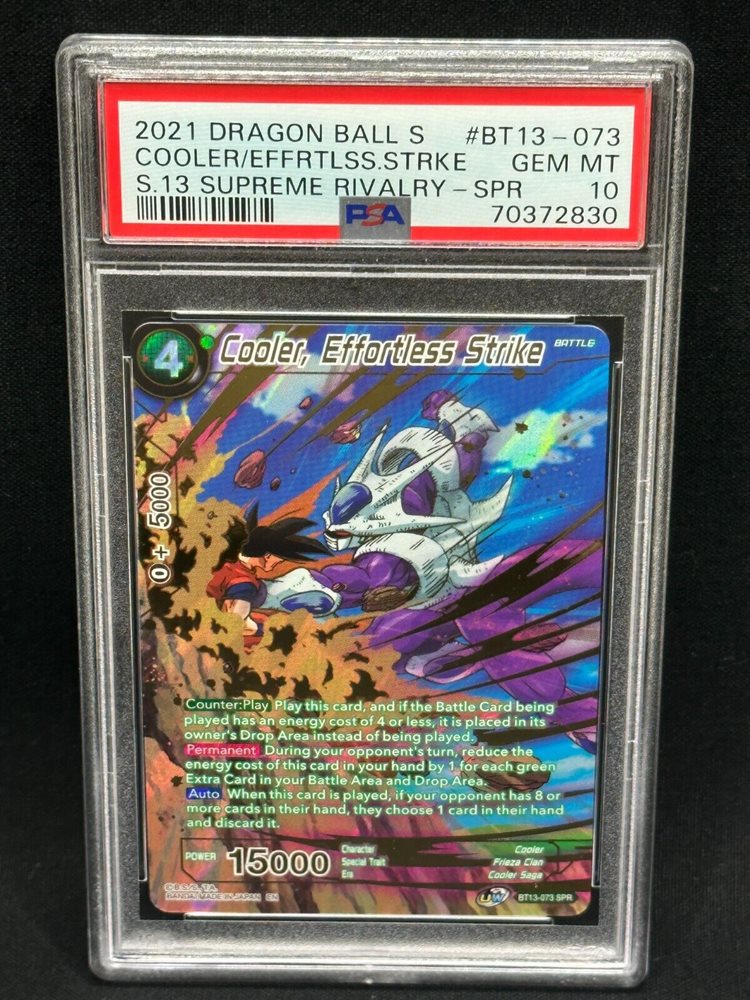 2021 DRAGON BALL S #BT13-073
COOLER/EFFRTLSS.STRKE GEM MT
S.13 SUPREME RIVALRY-SPR 10
PSA 70372830
4 Cooler, Effortless Strike BATTLE
0+ 5000
Counter:Play Play this card, and if the Battle Card being
played has an energy cost of 4 or less, it is placed in its
owner's Drop Area instead of being played.
Permanent During your opponent's turn, reduce the
energy cost of this card in your hand by 1 for each green
Extra Card in your Battle Area and Drop Area.
Auto When this card is played, if your opponent has 8 or
more cards in their hand, they choose 1 card in their hand
and discard it.
POWER 15000
Character Cooler
Special Trait Frieza Clan
Era Cooler Saga
©B.S./S., T.A.
BANDAI MADE IN JAPAN EN
UW BT13-073 SPR